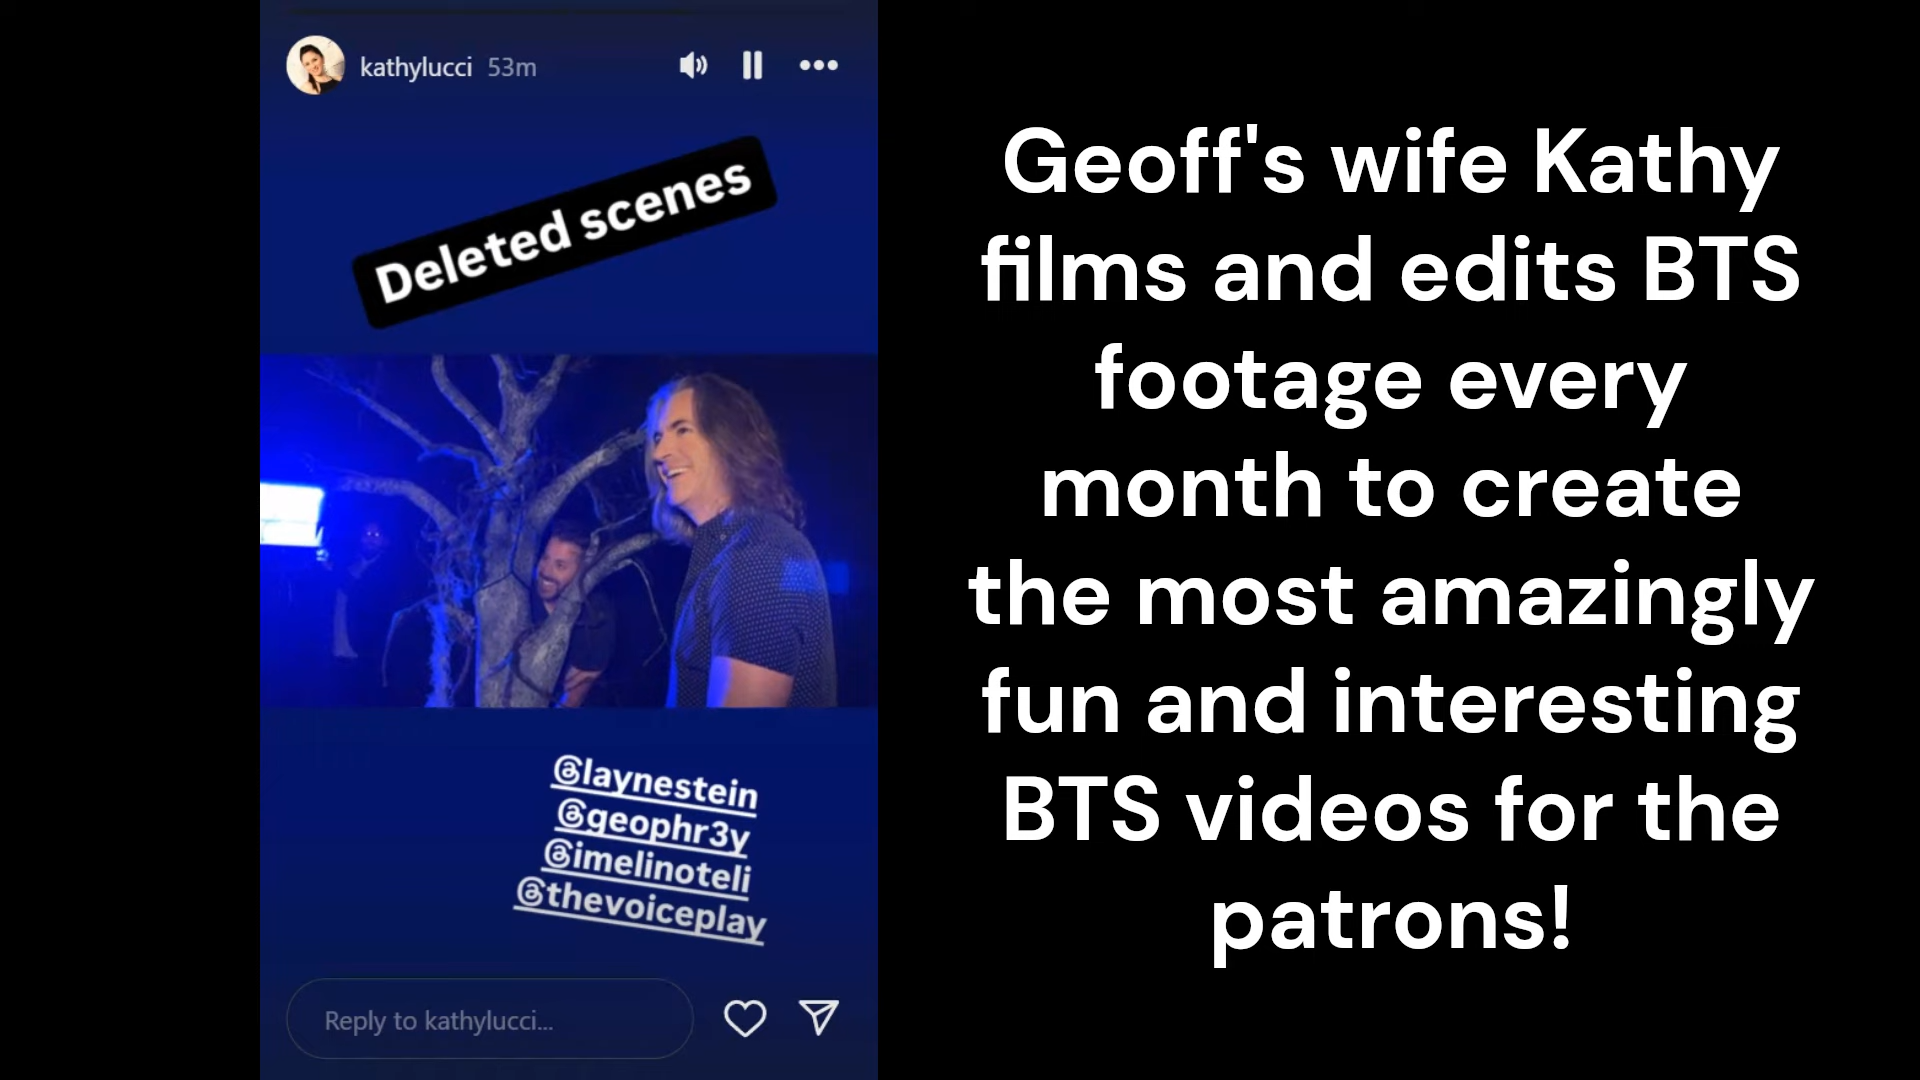 kathylucci 53m
Deleted scenes
@laynestein
@geophr3y
@imelinoteli
@thevoiceplay
Reply to kathylucci...
Geoff's wife Kathy
films and edits BTS
footage every
month to create
the most amazingly
fun and interesting
BTS videos for the
patrons!